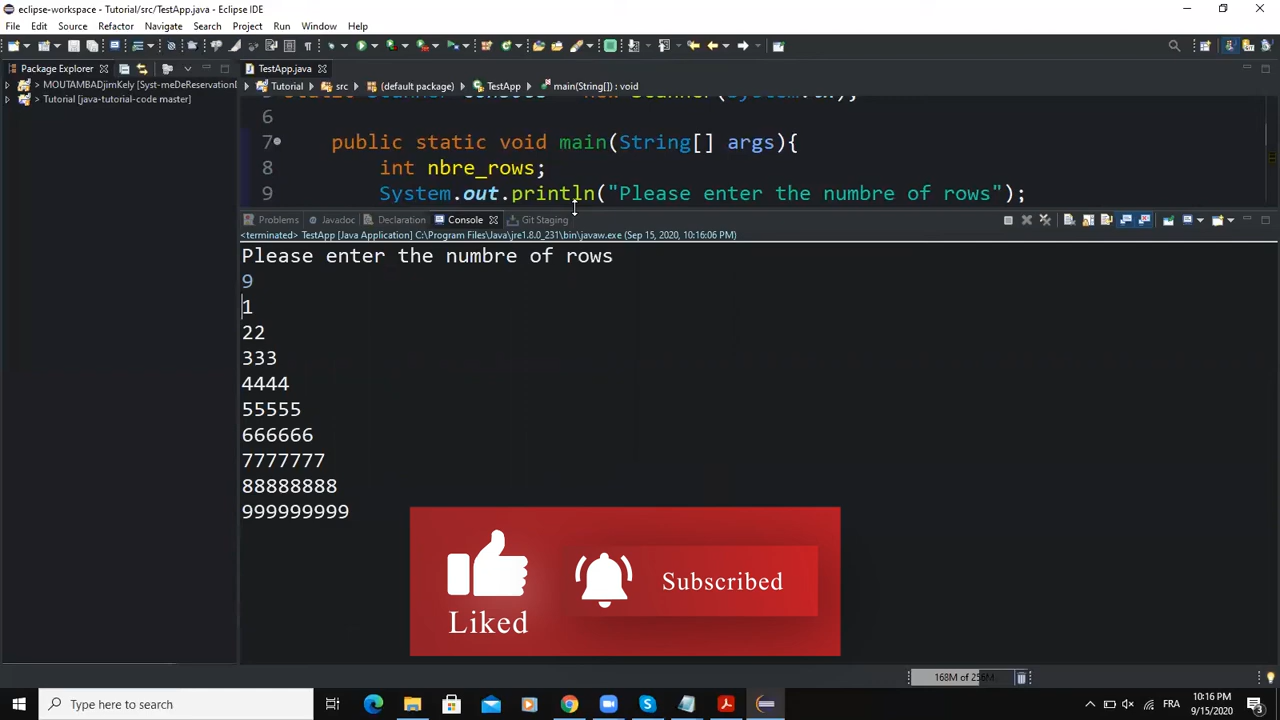 eclipse-workspace - Tutorial/src/TestApp.java - Eclipse IDE
File Edit Source Refactor Navigate Search Project Run Window Help
Package Explorer
TestApp.java
> MOUTAMBADjimKely [Syst-meDeReservationD
> Tutorial [java-tutorial-code master]
Tutorial src (default package) TestApp main(String[]) : void
6
7 public static void main(String[] args){
8 int nbre_rows;
9 System.out.println("Please enter the numbre of rows");
Problems Javadoc Declaration Console Git Staging
<terminated> TestApp [Java Application] C:\Program Files\Java\jre1.8.0_231\bin\javaw.exe (Sep 15, 2020, 10:16:06 PM)
Please enter the numbre of rows
9
1
22
333
4444
55555
666666
7777777
88888888
999999999
Liked
Subscribed
168M of 256M
Type here to search
FRA
10:16 PM
9/15/2020
3